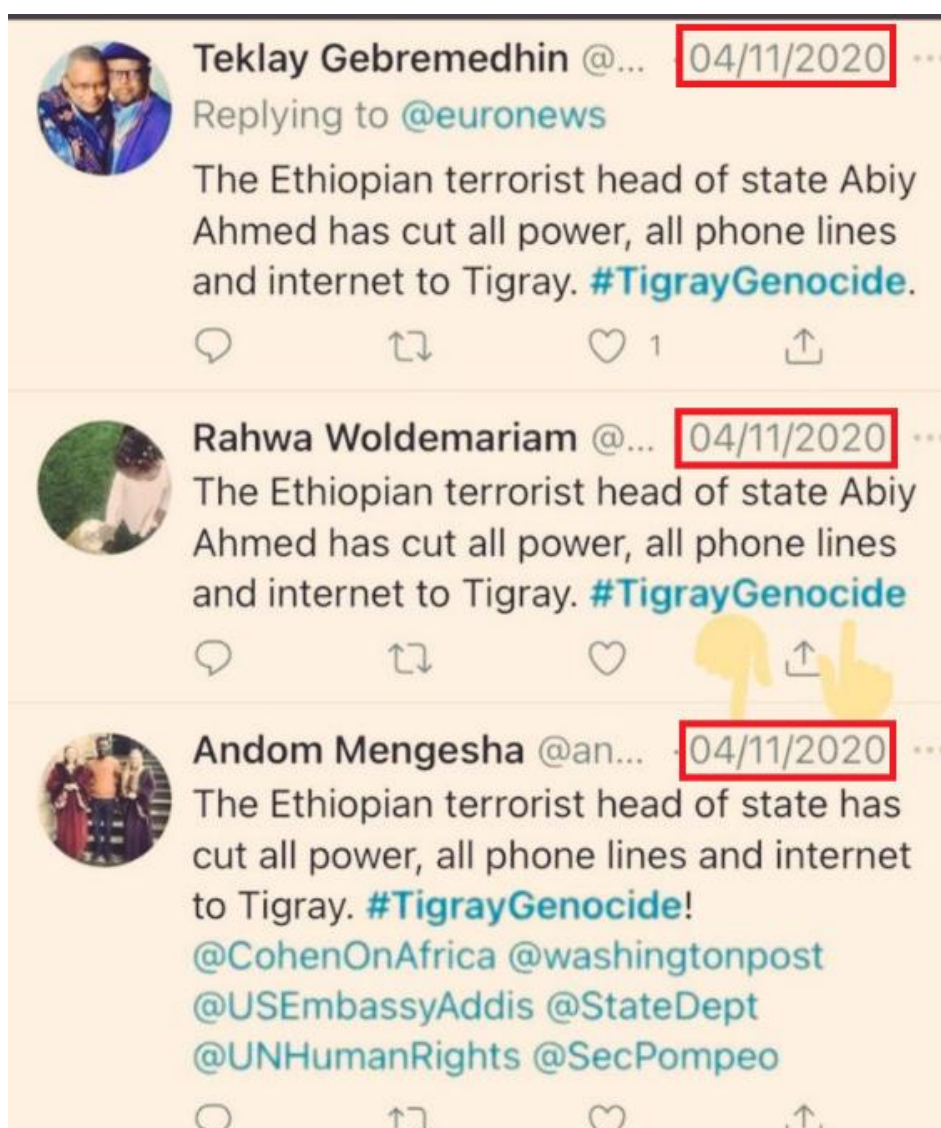 Teklay Gebremedhin @... · 04/11/2020 ...
Replying to @euronews
The Ethiopian terrorist head of state Abiy
Ahmed has cut all power, all phone lines
and internet to Tigray. #TigrayGenocide.
1
Rahwa Woldemariam @... 04/11/2020 ...
The Ethiopian terrorist head of state Abiy
Ahmed has cut all power, all phone lines
and internet to Tigray. #TigrayGenocide
Andom Mengesha @an... · 04/11/2020 ...
The Ethiopian terrorist head of state has
cut all power, all phone lines and internet
to Tigray. #TigrayGenocide!
@CohenOnAfrica @washingtonpost
@USEmbassyAddis @StateDept
@UNHumanRights @SecPompeo